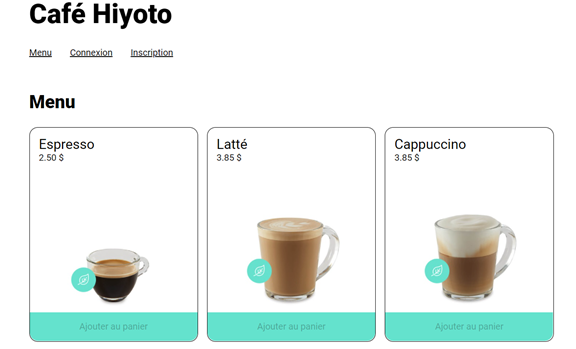 Café Hiyoto
Menu Connexion Inscription
Menu
Espresso
2.50 $
Latté
3.85 $
Cappuccino
3.85 $
Ajouter au panier
Ajouter au panier
Ajouter au panier